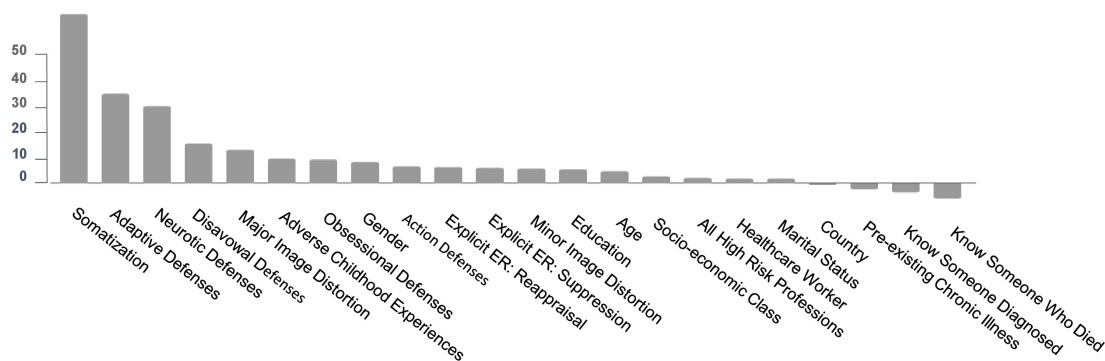 50
40
30
20
10
0
Somatization
Adaptive Defenses
Neurotic Defenses
Disavowal Defenses
Major Image Distortion
Adverse Childhood Experiences
Obsessional Defenses
Gender
Action Defenses
Explicit ER: Reappraisal
Explicit ER: Suppression
Minor Image Distortion
Education
Age
Socio-economic Class
All High Risk Professions
Healthcare Worker
Marital Status
Country
Pre-existing Chronic Illness
Know Someone Diagnosed
Know Someone Who Died